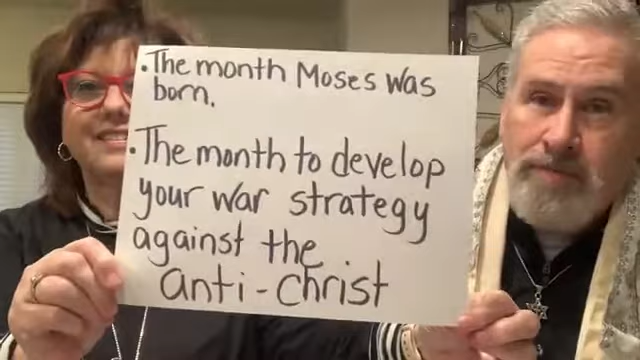 • The month Moses was
born.
• The month to develop
your war strategy
against the
anti-Christ